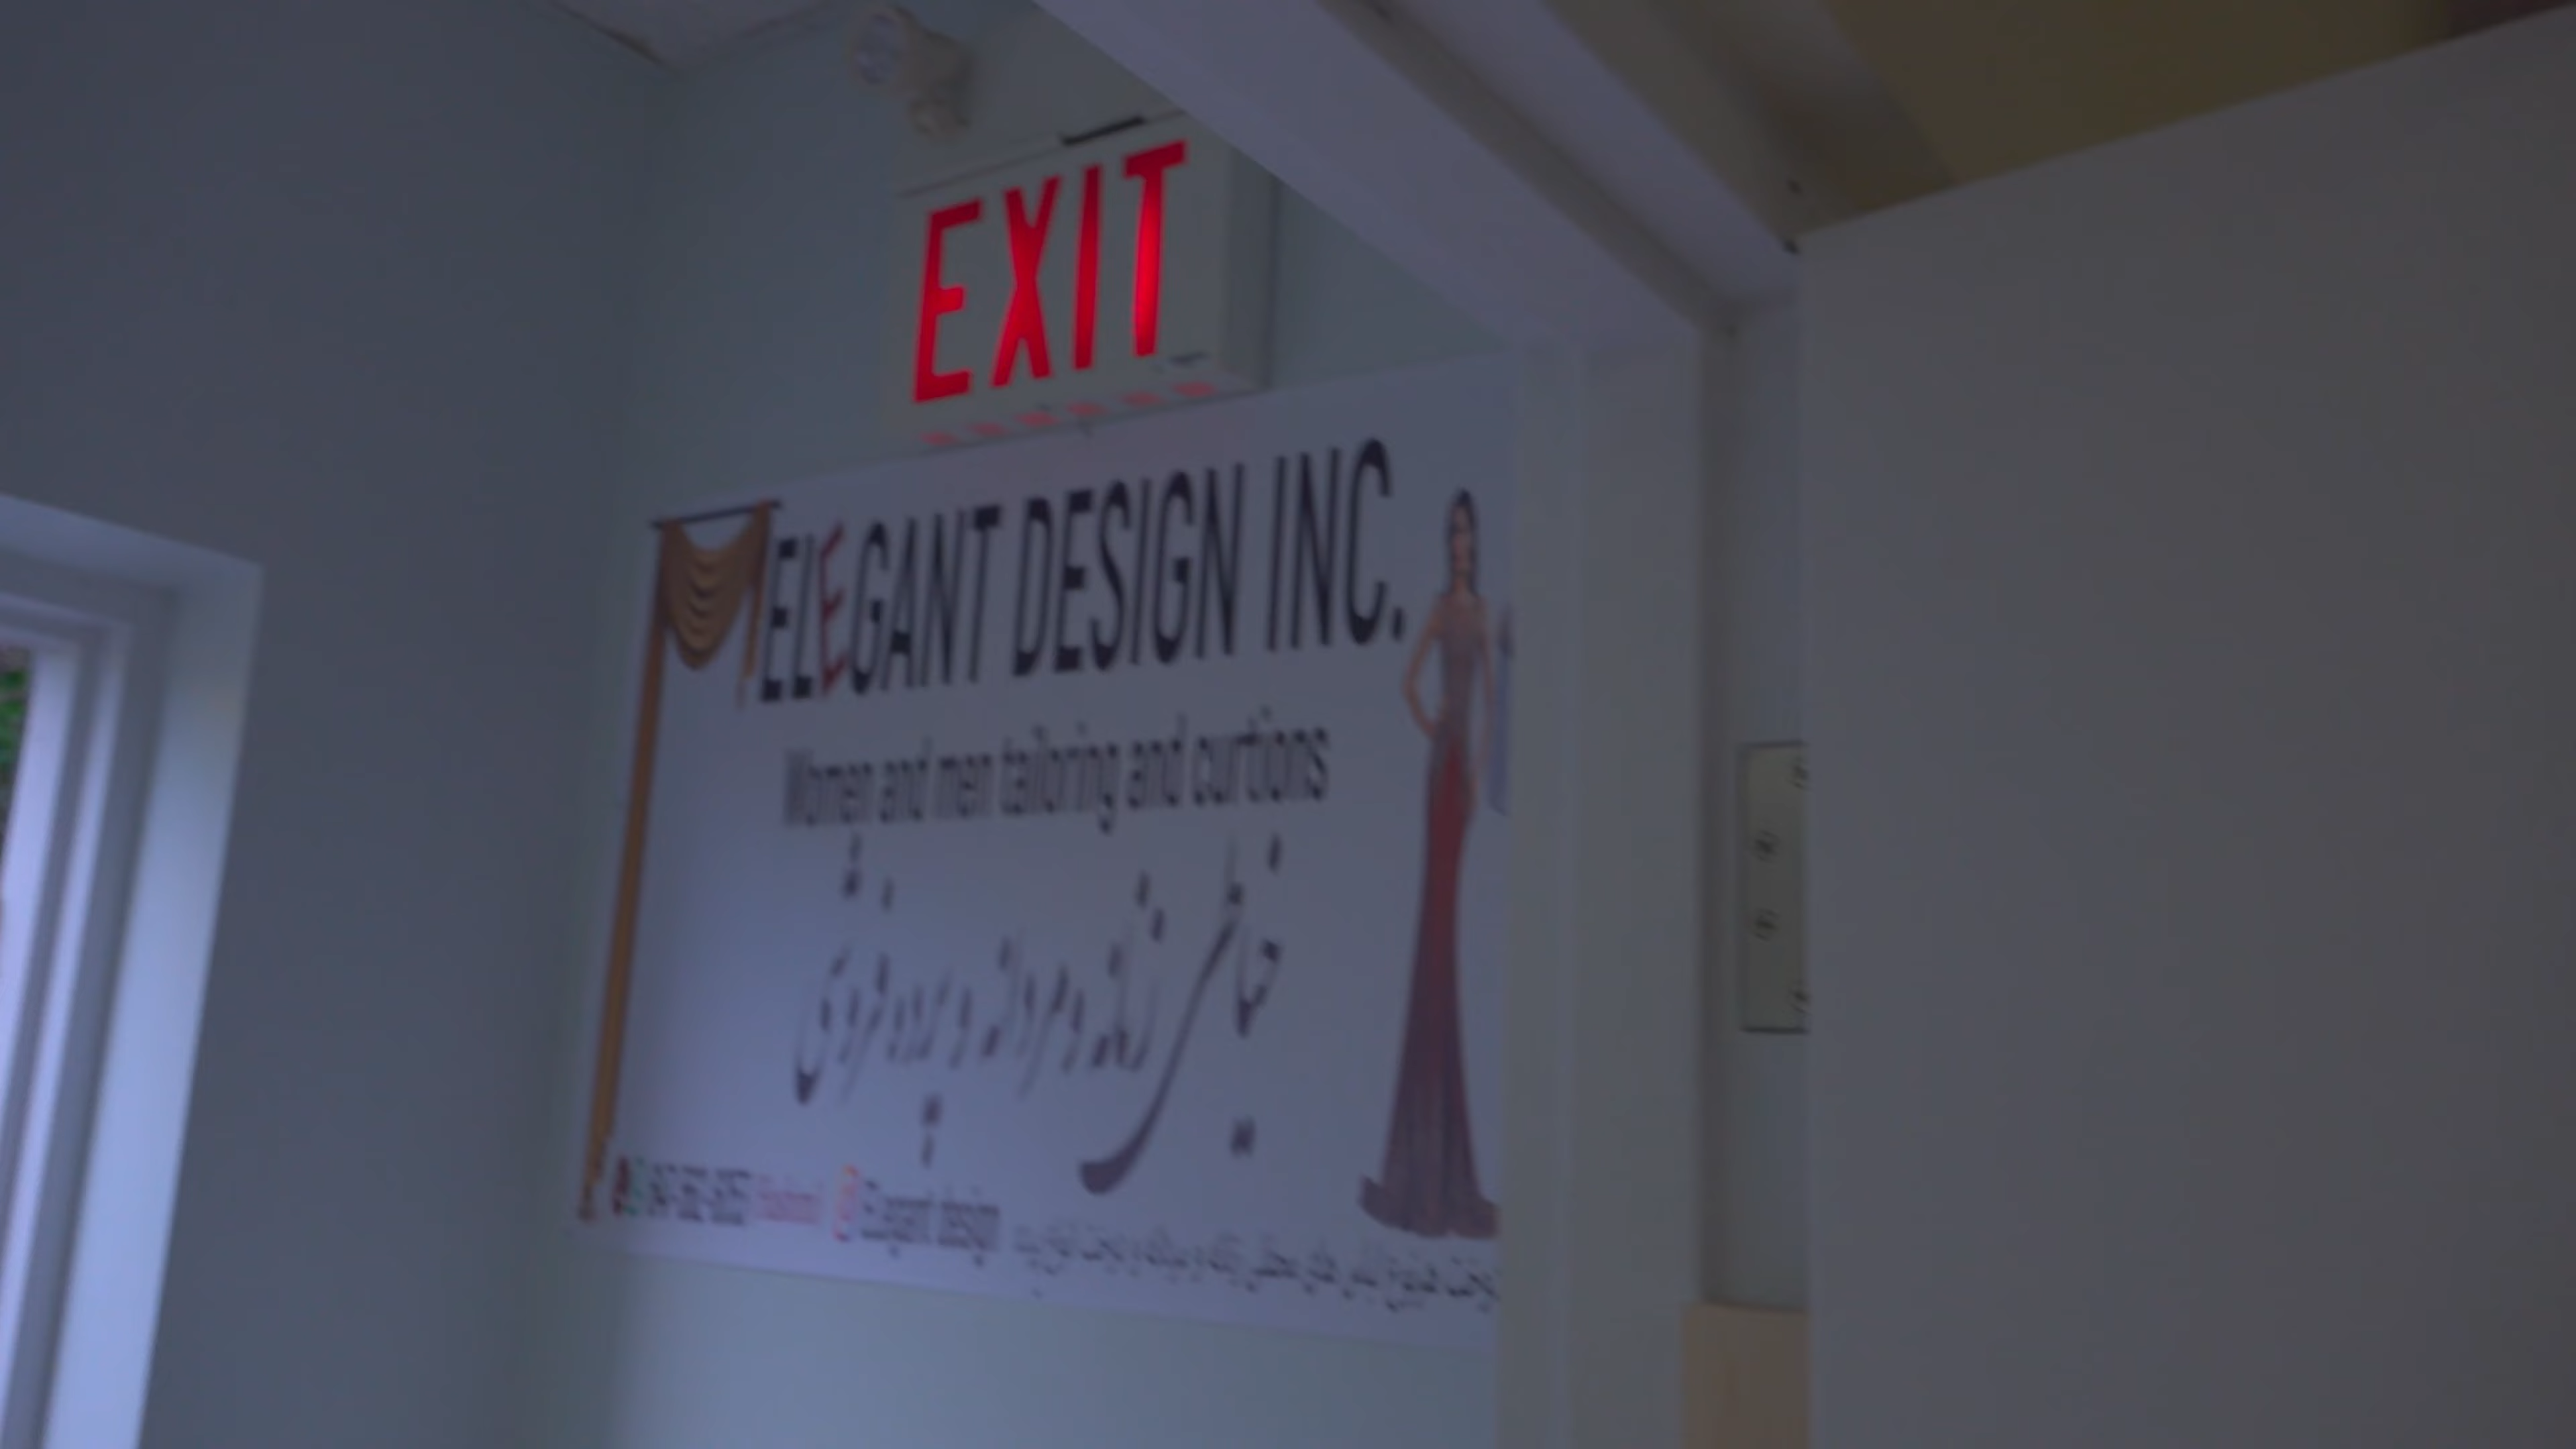 EXIT
ELEGANT DESIGN INC.
Women and men tailoring and curtions
خیاطی زنانه و مردانه و پرده فروشی
Elegant design